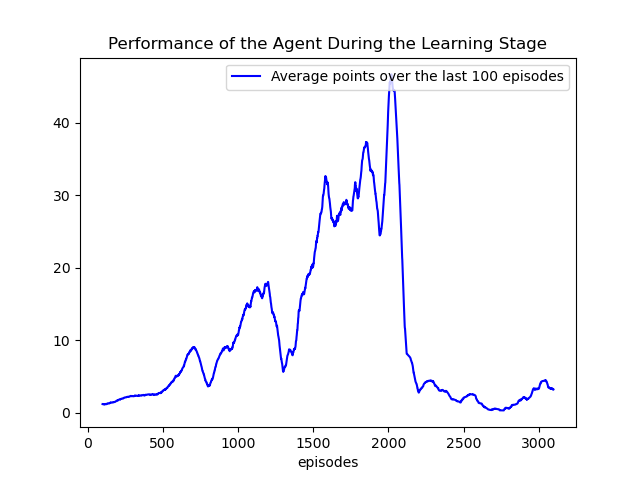 Performance of the Agent During the Learning Stage
Average points over the last 100 episodes
40
30
20
10
0
0 500 1000 1500 2000 2500 3000
episodes